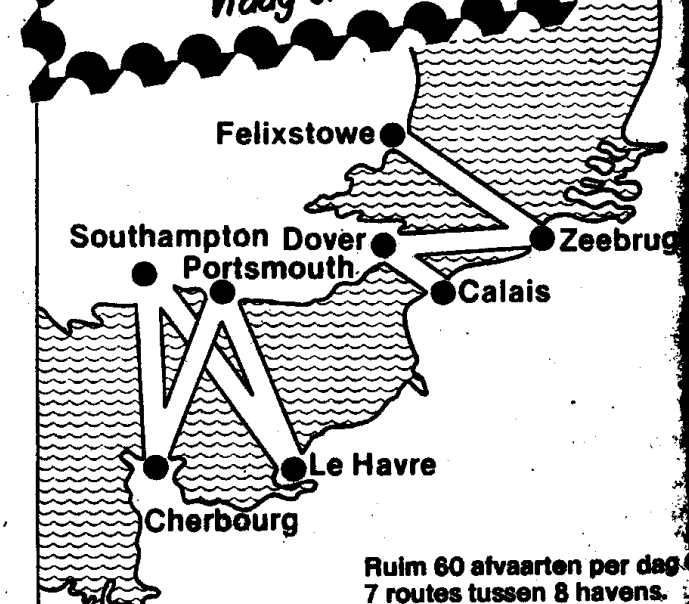 Felixstowe
Southampton Dover
Zeebrug
Portsmouth
Calais
Le Havre
Cherbourg
Ruim 60 afvaarten per dag
7 routes tussen 8 havens.